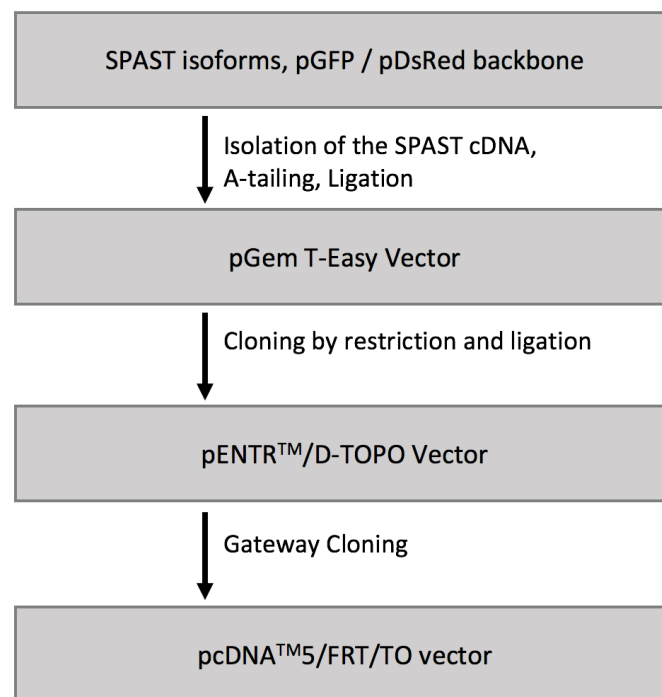 SPAST isoforms, pGFP / pDsRed backbone
Isolation of the SPAST cDNA,
A-tailing, Ligation
pGem T-Easy Vector
Cloning by restriction and ligation
pENTR™/D-TOPO Vector
Gateway Cloning
pcDNA™5/FRT/TO vector